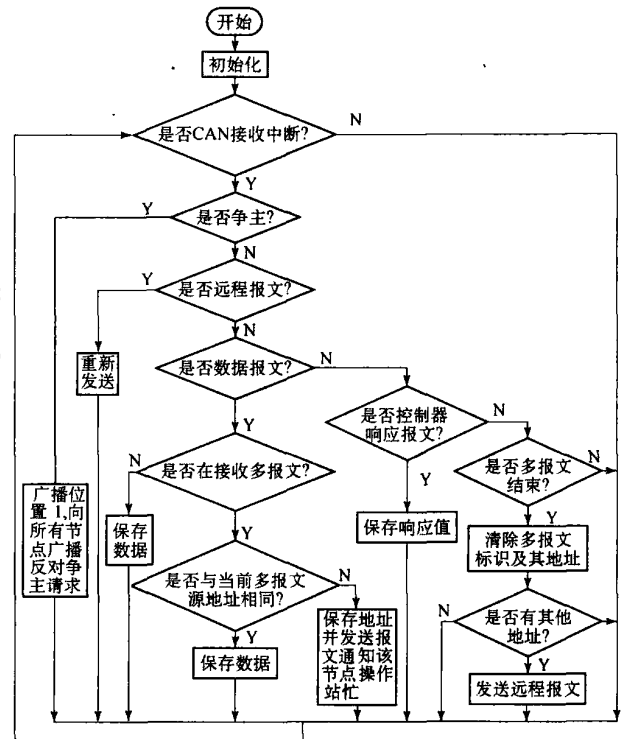 开始
初始化
是否CAN接收中断?
N
Y
是否争主?
Y
N
是否远程报文?
Y
N
重新
发送
是否数据报文?
N
Y
是否控制器
响应报文?
N
Y
是否在接收多报文?
N
Y
是否多报文
结束?
N
Y
广播位
置1,向
所有节
点广播
反对争
主请求
保存
数据
保存响应值
清除多报文
标识及其地址
是否与当前多报文
源地址相同?
N
Y
保存地址
并发送报
文通知该
节点操作
站忙
是否有其他
地址?
N
Y
保存数据
发送远程报文